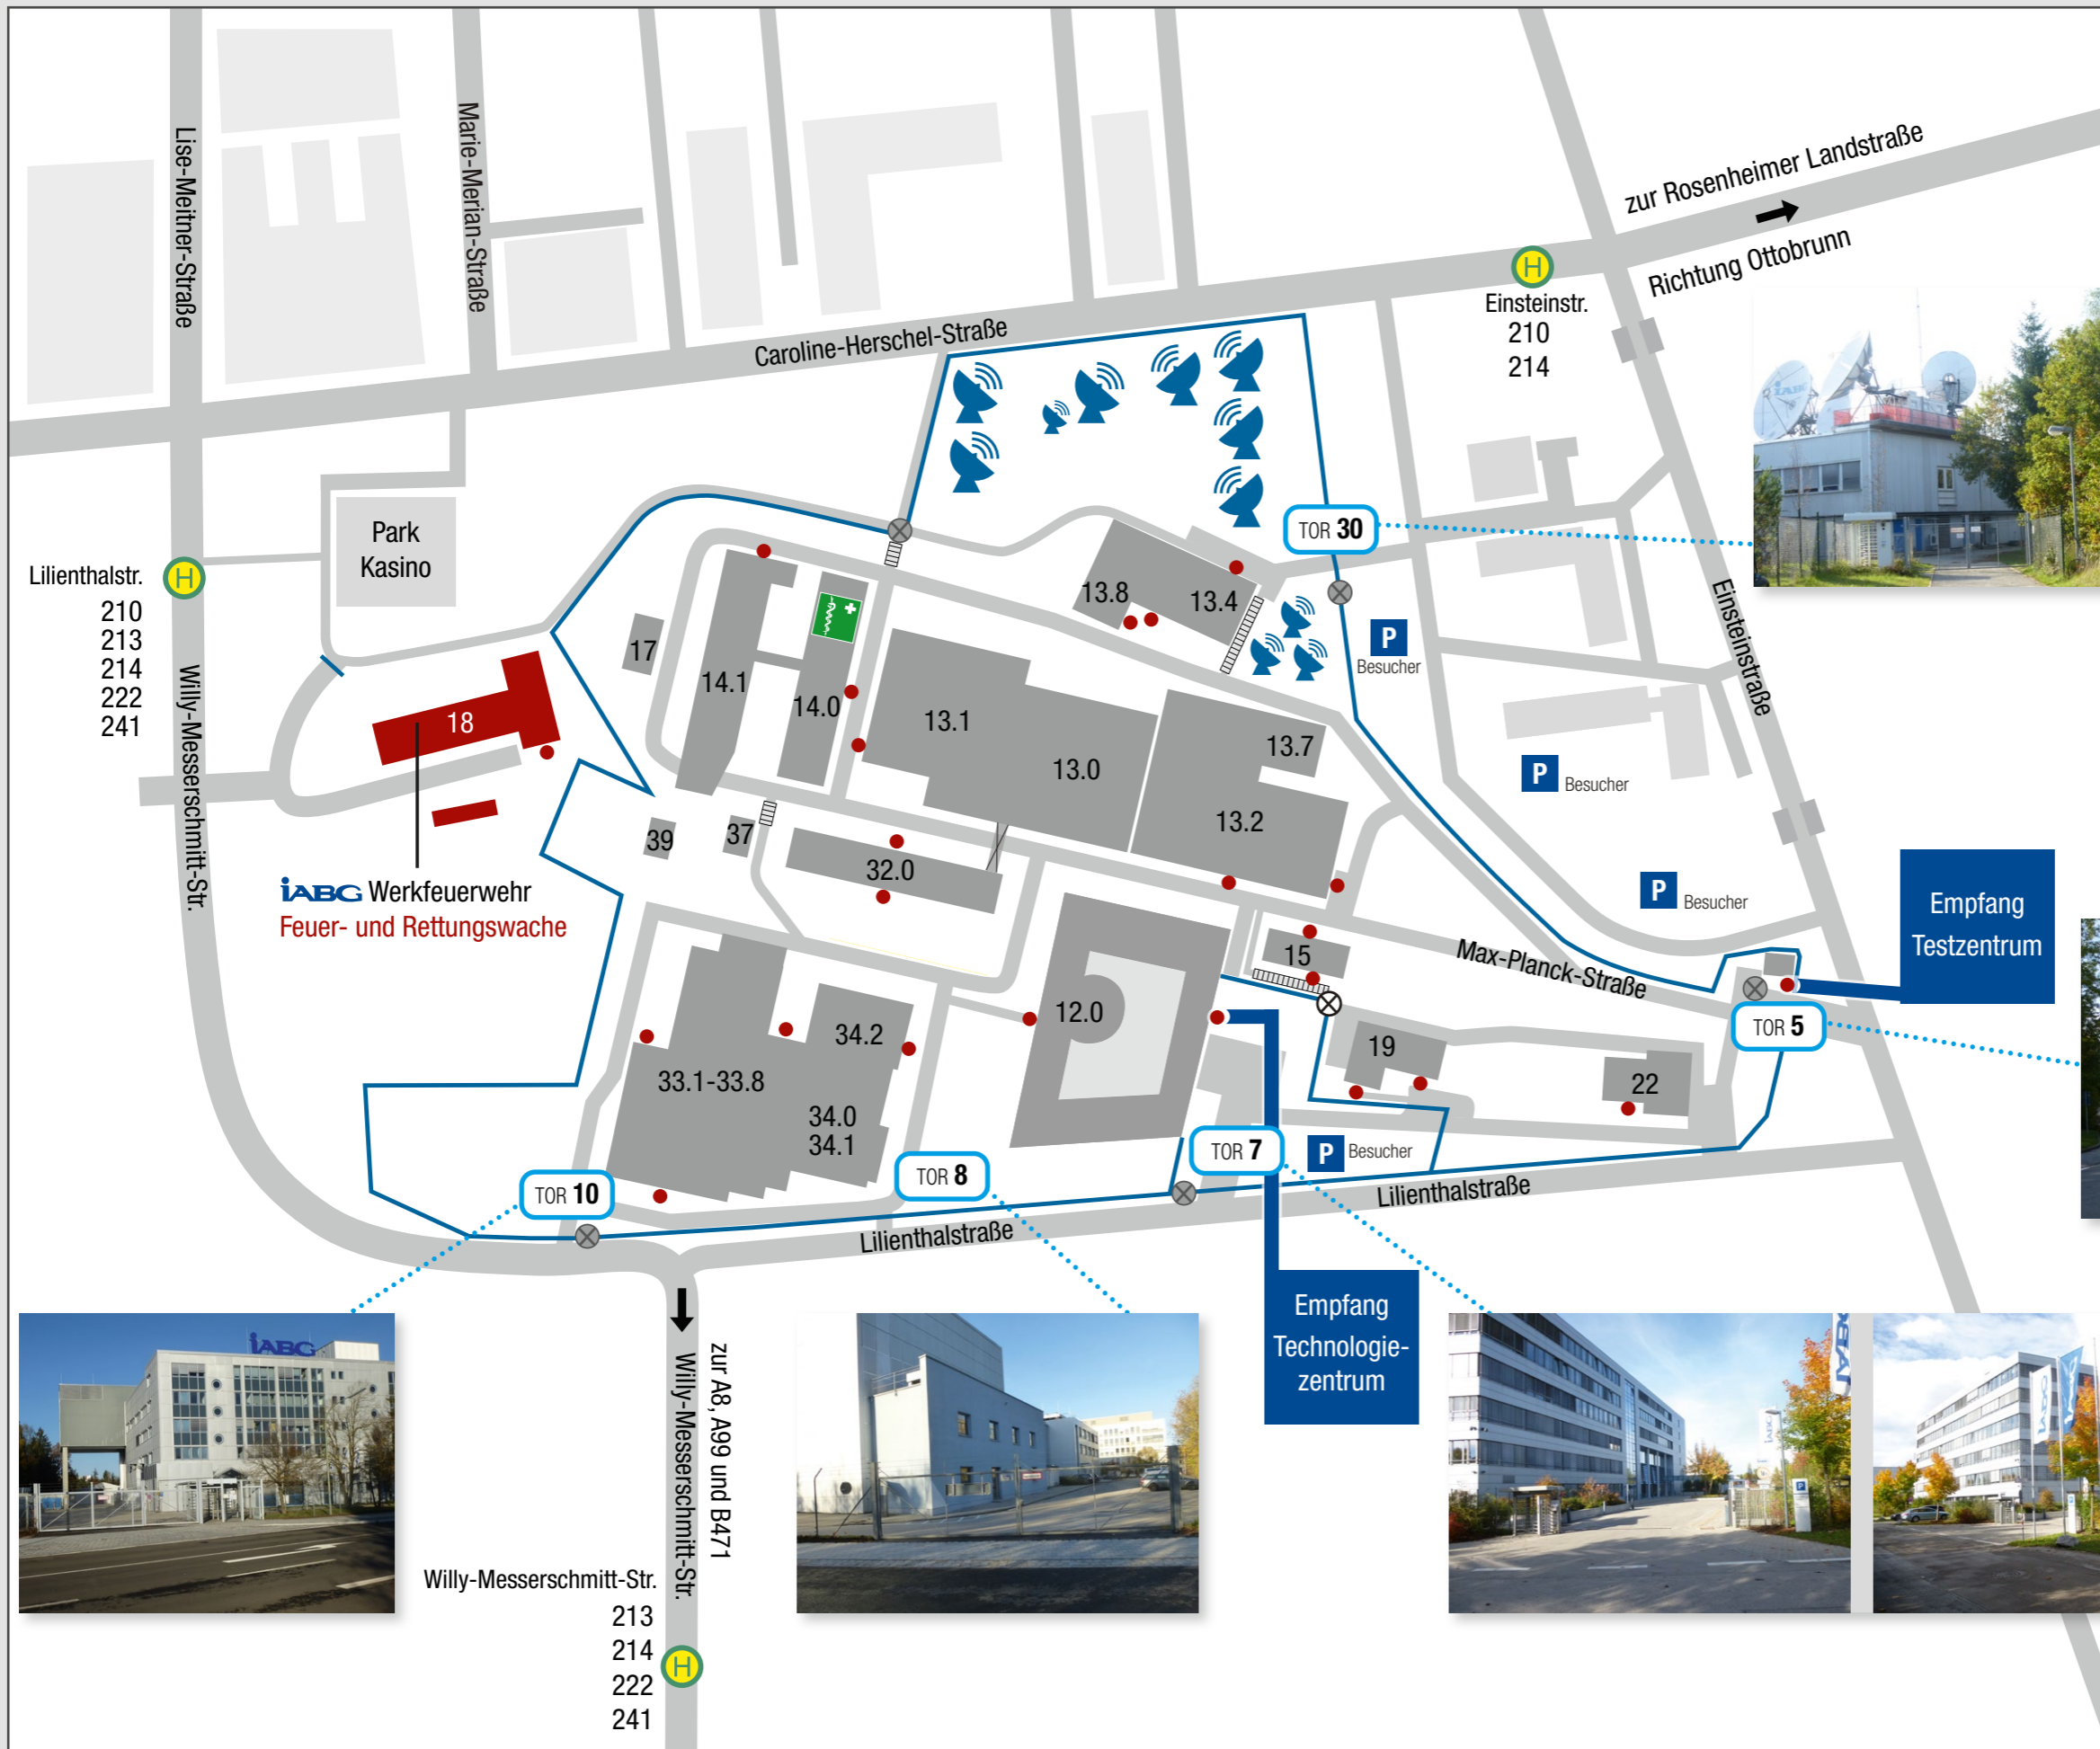 Lise-Meitner-Straße
Marie-Merian-Straße
Caroline-Herschel-Straße
zur Rosenheimer Landstraße
Richtung Ottobrunn
H
Einsteinstr.
210
214
iABG
TOR 30
Park
Kasino
Lilienthalstr.
H
210
213
214
222
241
Willy-Messerschmitt-Str.
Einsteinstraße
P
Besucher
P
Besucher
P
Besucher
13.8
13.4
17
14.1
14.0
13.1
13.0
13.7
13.2
18
39
37
32.0
iABG Werkfeuerwehr
Feuer- und Rettungswache
Empfang
Testzentrum
15
Max-Planck-Straße
12.0
TOR 5
19
22
34.2
33.1-33.8
34.0
34.1
TOR 10
TOR 8
TOR 7
P
Besucher
Lilienthalstraße
Lilienthalstraße
Empfang
Technologie-
zentrum
iABG
zur A8, A99 und B471
Willy-Messerschmitt-Str.
P
Willy-Messerschmitt-Str.
213
214
222
241
H